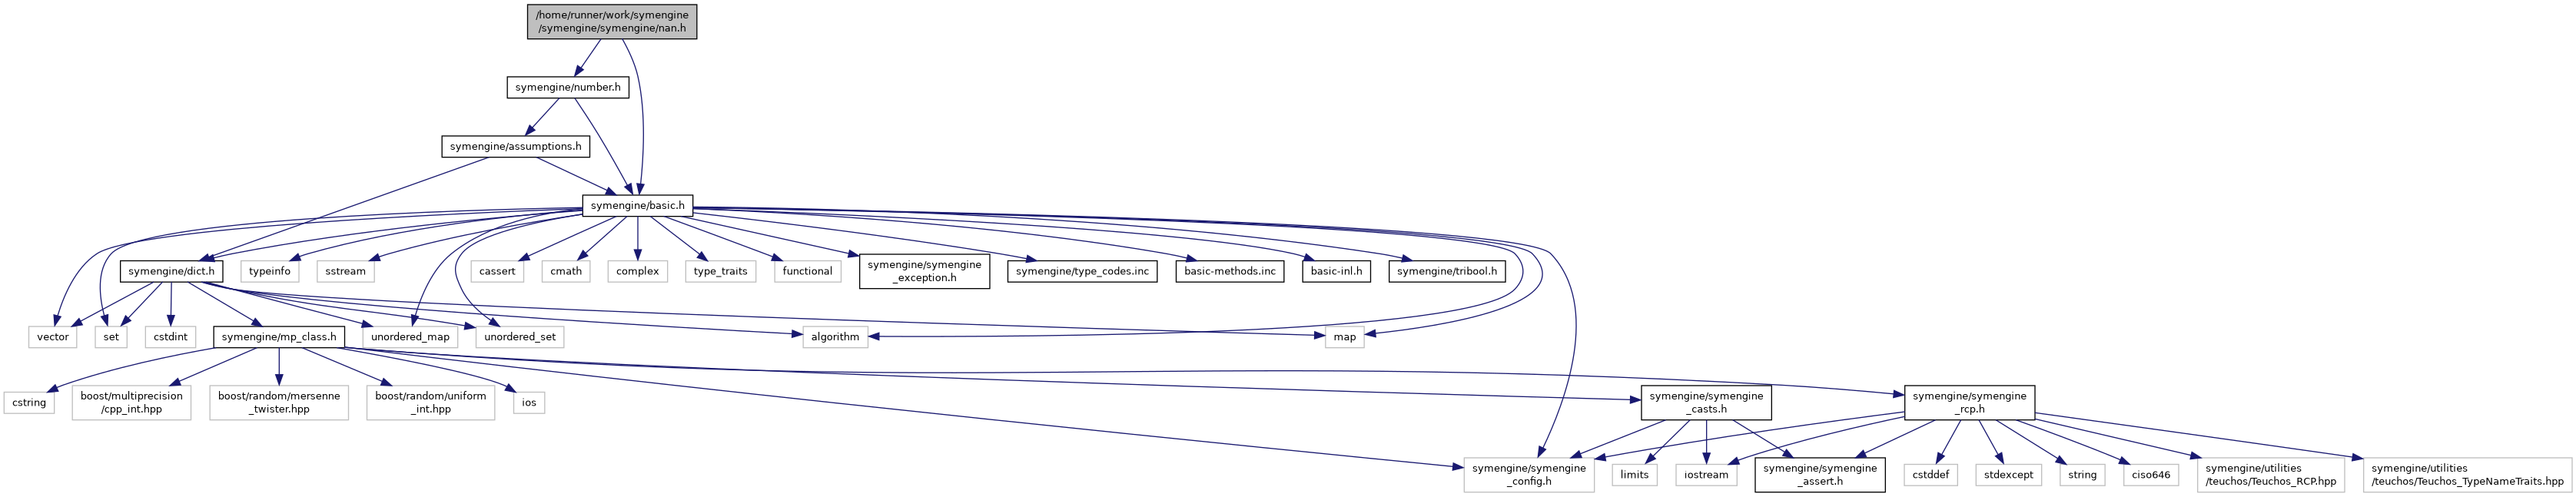 /home/runner/work/symengine
/symengine/symengine/nan.h
symengine/number.h
symengine/assumptions.h
symengine/basic.h
symengine/dict.h
typeinfo
sstream
cassert
cmath
complex
type_traits
functional
symengine/symengine
_exception.h
symengine/type_codes.inc
basic-methods.inc
basic-inl.h
symengine/tribool.h
vector
set
cstdint
symengine/mp_class.h
unordered_map
unordered_set
algorithm
map
cstring
boost/multiprecision
/cpp_int.hpp
boost/random/mersenne
_twister.hpp
boost/random/uniform
_int.hpp
ios
symengine/symengine
_casts.h
symengine/symengine
_rcp.h
symengine/symengine
_config.h
limits
iostream
symengine/symengine
_assert.h
cstddef
stdexcept
string
ciso646
symengine/utilities
/teuchos/Teuchos_RCP.hpp
symengine/utilities
/teuchos/Teuchos_TypeNameTraits.hpp